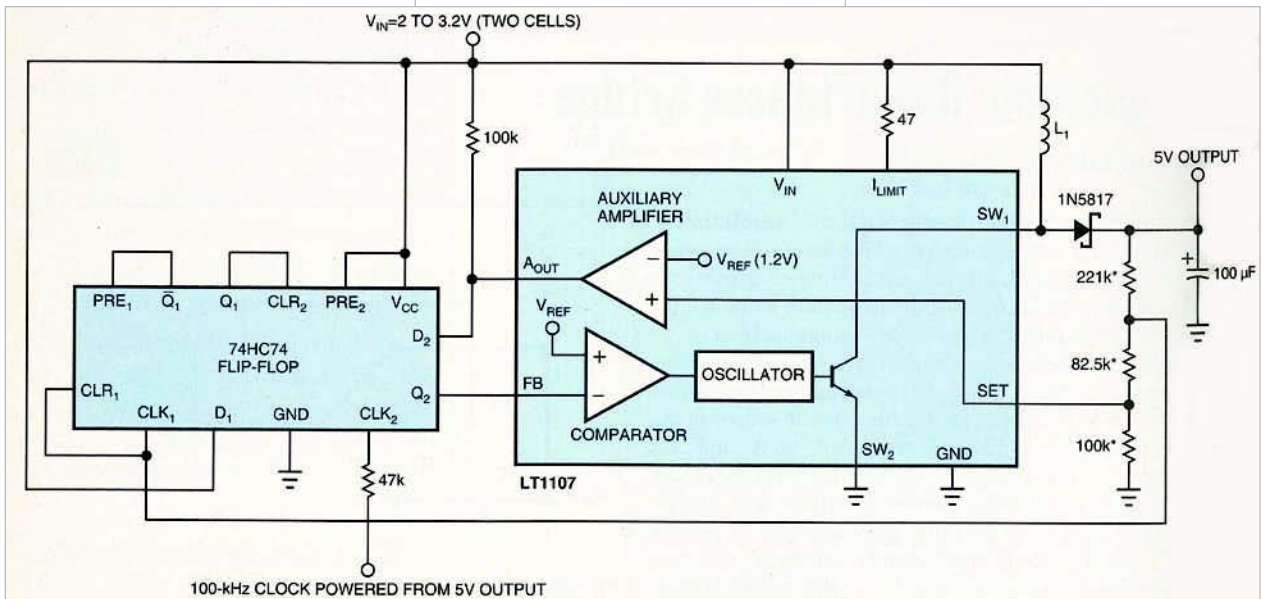 V_IN=2 TO 3.2V (TWO CELLS)
100k
47
L₁
5V OUTPUT
V_IN
I_LIMIT
1N5817
AUXILIARY
AMPLIFIER
SW₁
A_OUT
−
V_REF (1.2V)
+
+
100 µF
221k*
PRE₁
Q̅₁
Q₁
CLR₂
PRE₂
V_CC
V_REF
D₂
74HC74
FLIP-FLOP
+
OSCILLATOR
82.5k*
CLR₁
Q₂
FB
−
SET
CLK₁
D₁
GND
CLK₂
COMPARATOR
SW₂
GND
100k*
47k
LT1107
100-kHz CLOCK POWERED FROM 5V OUTPUT